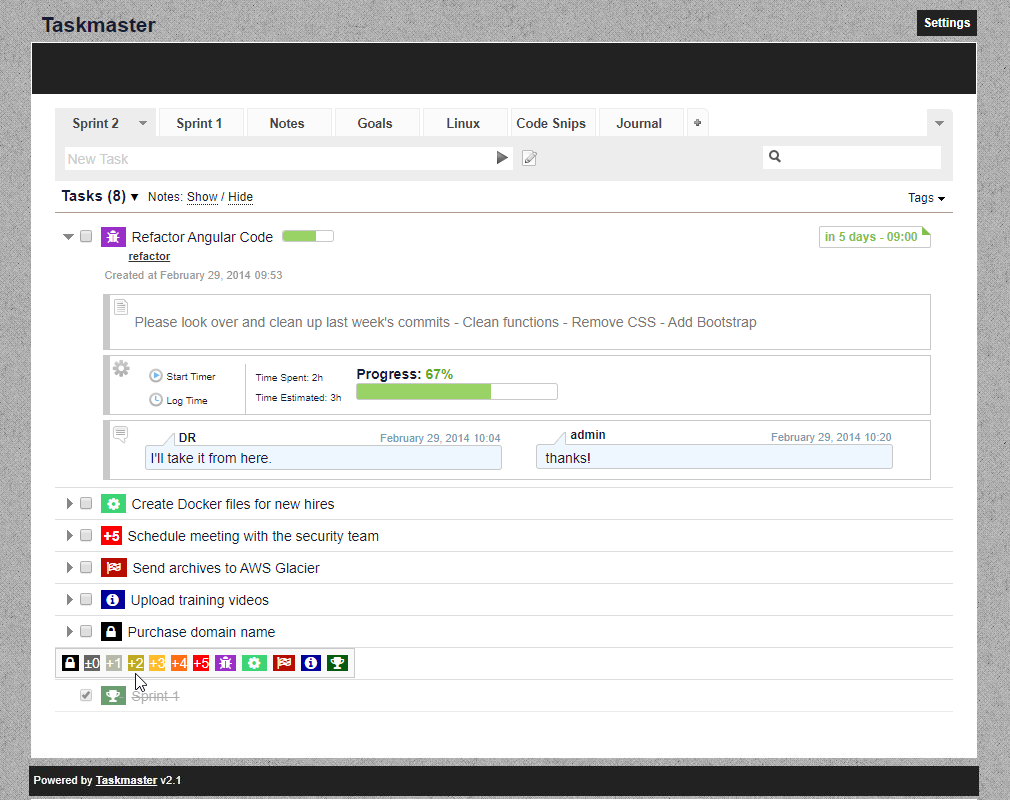 Taskmaster
Settings
Sprint 2 Sprint 1 Notes Goals Linux Code Snips Journal +
New Task
Tasks (8) Notes: Show / Hide Tags
Refactor Angular Code in 5 days - 09:00
refactor
Created at February 29, 2014 09:53
Please look over and clean up last week's commits - Clean functions - Remove CSS - Add Bootstrap
Start Timer Time Spent: 2h Progress: 67%
Log Time Time Estimated: 3h
DR February 29, 2014 10:04 admin February 29, 2014 10:20
I'll take it from here. thanks!
Create Docker files for new hires
+5 Schedule meeting with the security team
Send archives to AWS Glacier
Upload training videos
Purchase domain name
±0 +1 +2 +3 +4 +5
Sprint 1
Powered by Taskmaster v2.1